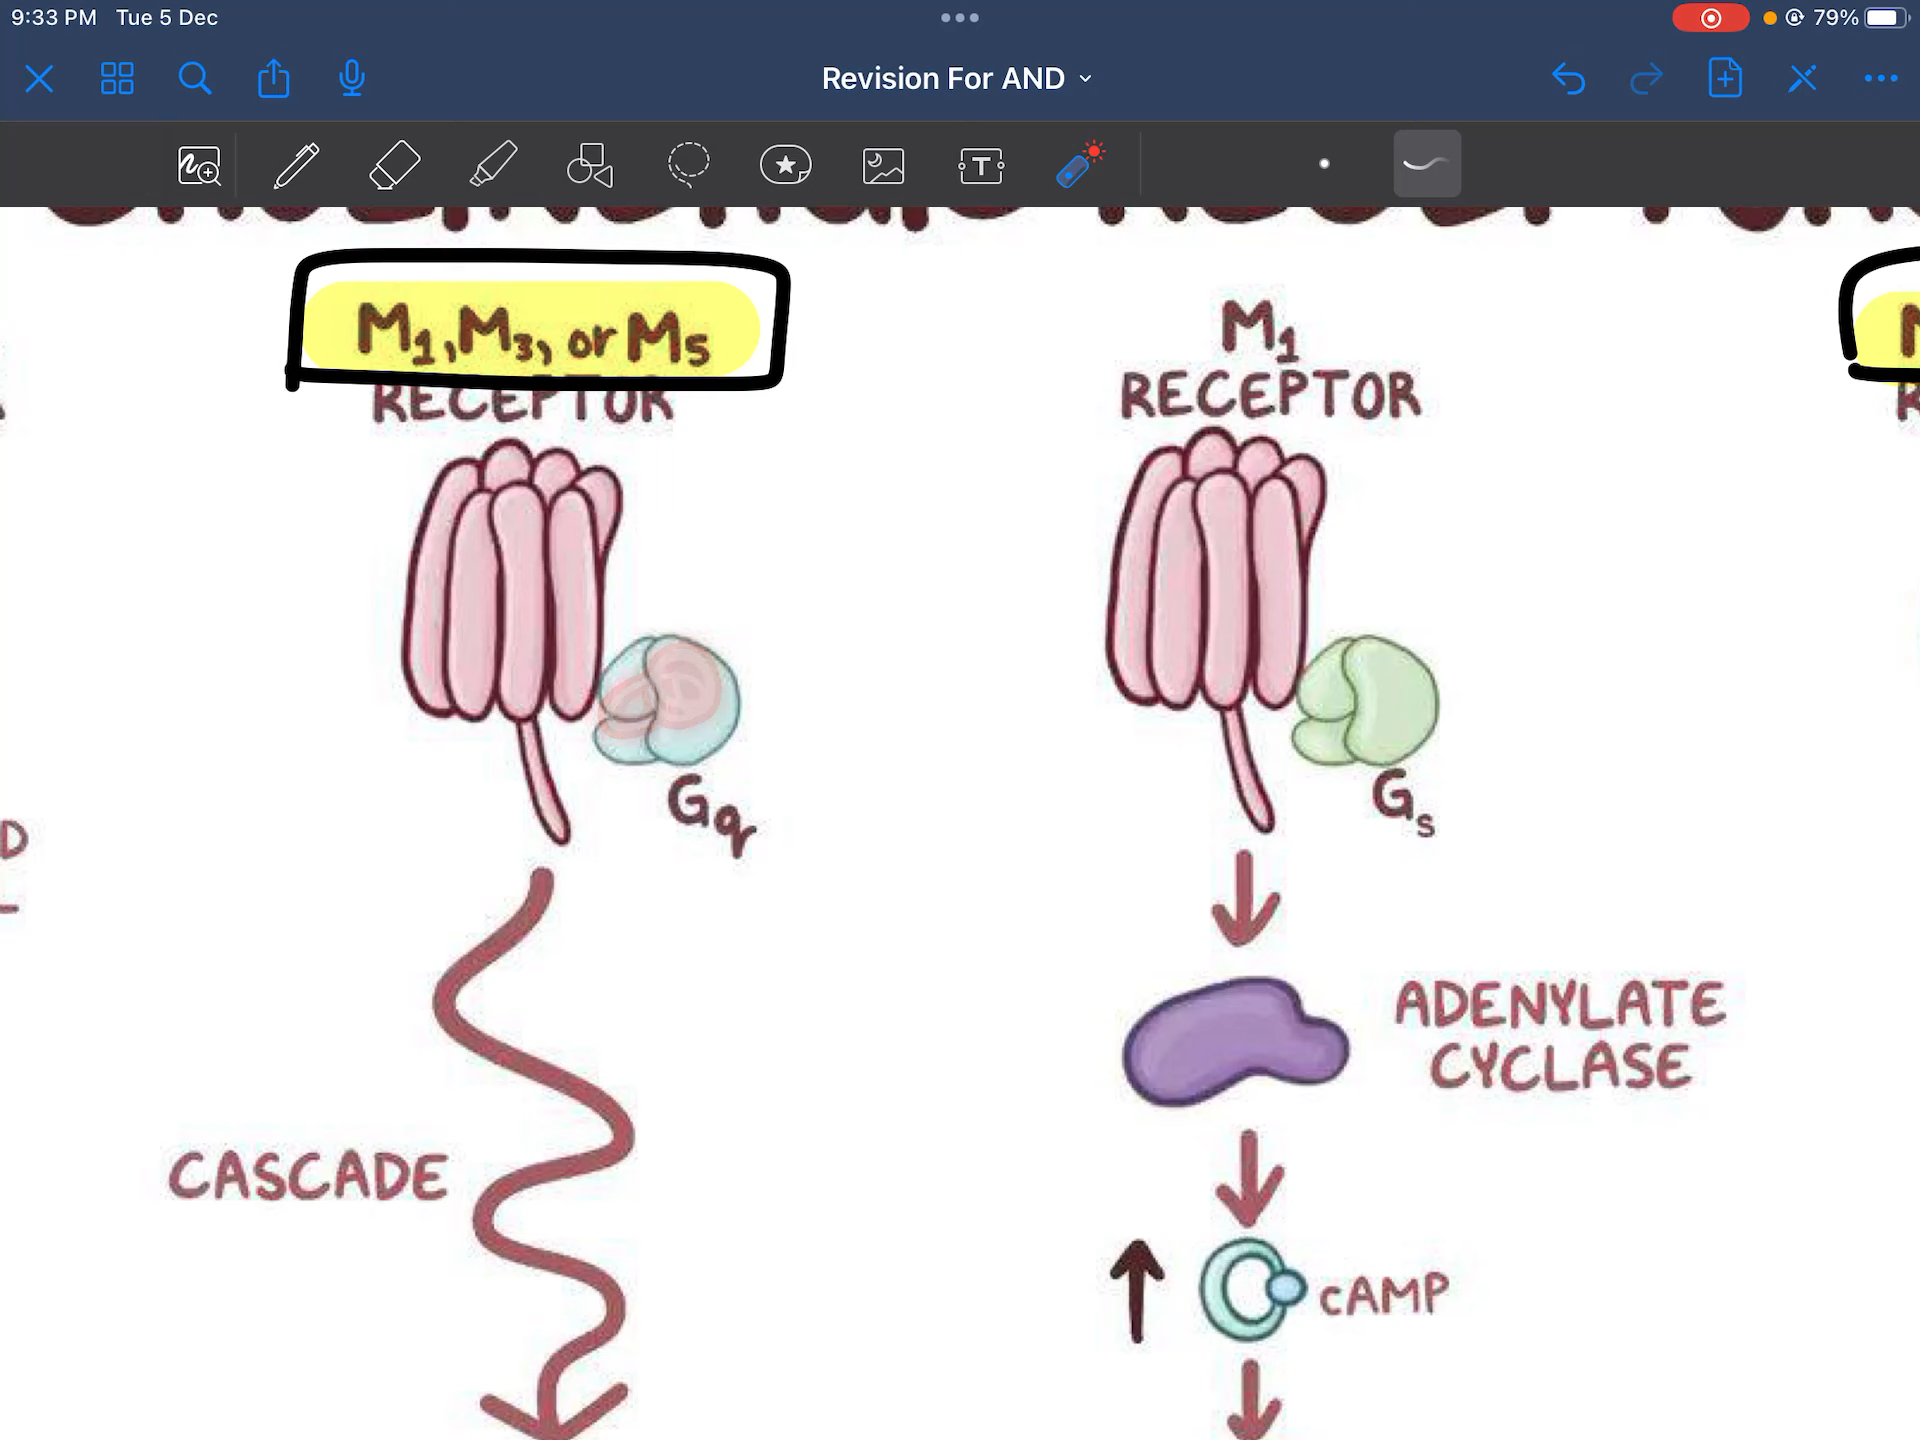 9:33 PM Tue 5 Dec
79%
Revision For AND
T
M1, M3, or M5
RECEPTOR
M1
RECEPTOR
Gq
Gs
ADENYLATE
CYCLASE
CASCADE
cAMP